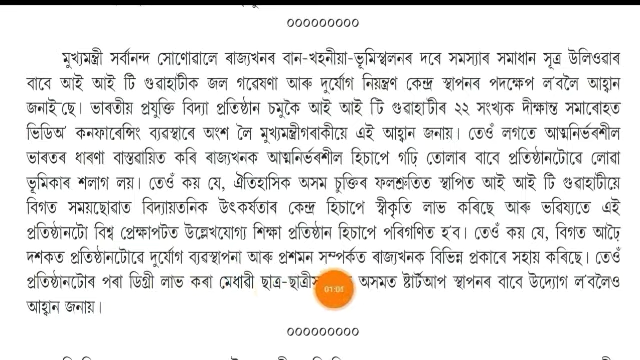 ০০০০০০০০০
মুখ্যমন্ত্ৰী সৰ্বানন্দ সোণোৱালে ৰাজ্যখনৰ বান-খহনীয়া-ভূমিস্খলনৰ দৰে সমস্যাৰ সমাধান সূত্ৰ উলিওৱাৰ
বাবে আই আই টি গুৱাহাটীক জল গৱেষণা আৰু দুৰ্যোগ নিয়ন্ত্ৰণ কেন্দ্ৰ স্থাপনৰ পদক্ষেপ ল'বলৈ আহ্বান
জনাইছে। ভাৰতীয় প্ৰযুক্তি বিদ্যা প্ৰতিষ্ঠান চমুকৈ আই আই টি গুৱাহাটীৰ ২২ সংখ্যক দীক্ষান্ত সমাৰোহত
ভিডিঅ' কনফাৰেন্সিং ব্যৱস্থাৰে অংশ লৈ মুখ্যমন্ত্ৰীগৰাকীয়ে এই আহ্বান জনায়। তেওঁ লগতে আত্মনিৰ্ভৰশীল
ভাৰতৰ ধাৰণা বাস্তৱায়িত কৰি ৰাজ্যখনক আত্মনিৰ্ভৰশীল হিচাপে গঢ়ি তোলাৰ বাবে প্ৰতিষ্ঠানটোৱে লোৱা
ভূমিকাৰ শলাগ লয়। তেওঁ কয় যে, ঐতিহাসিক অসম চুক্তিৰ ফলশ্ৰুতিত স্থাপিত আই আই টি গুৱাহাটীয়ে
বিগত সময়ছোৱাত বিদ্যায়তনিক উৎকৰ্ষতাৰ কেন্দ্ৰ হিচাপে স্বীকৃতি লাভ কৰিছে আৰু ভৱিষ্যতে এই
প্ৰতিষ্ঠানটো বিশ্ব প্ৰেক্ষাপটত উল্লেখযোগ্য শিক্ষা প্ৰতিষ্ঠান হিচাপে পৰিগণিত হ'ব। তেওঁ কয় যে, বিগত আঢ়ৈ
দশকত প্ৰতিষ্ঠানটোৱে দুৰ্যোগ ব্যৱস্থাপনা আৰু প্ৰশমন সম্পৰ্কত ৰাজ্যখনক বিভিন্ন প্ৰকাৰে সহায় কৰিছে। তেওঁ
প্ৰতিষ্ঠানটোৰ পৰা ডিগ্ৰী লাভ কৰা মেধাৱী ছাত্ৰ-ছাত্ৰীস 01:01 অসমত ষ্টাৰ্টআপ স্থাপনৰ বাবে উদ্যোগ ল'বলৈও
আহ্বান জনায়।
০০০০০০০০০